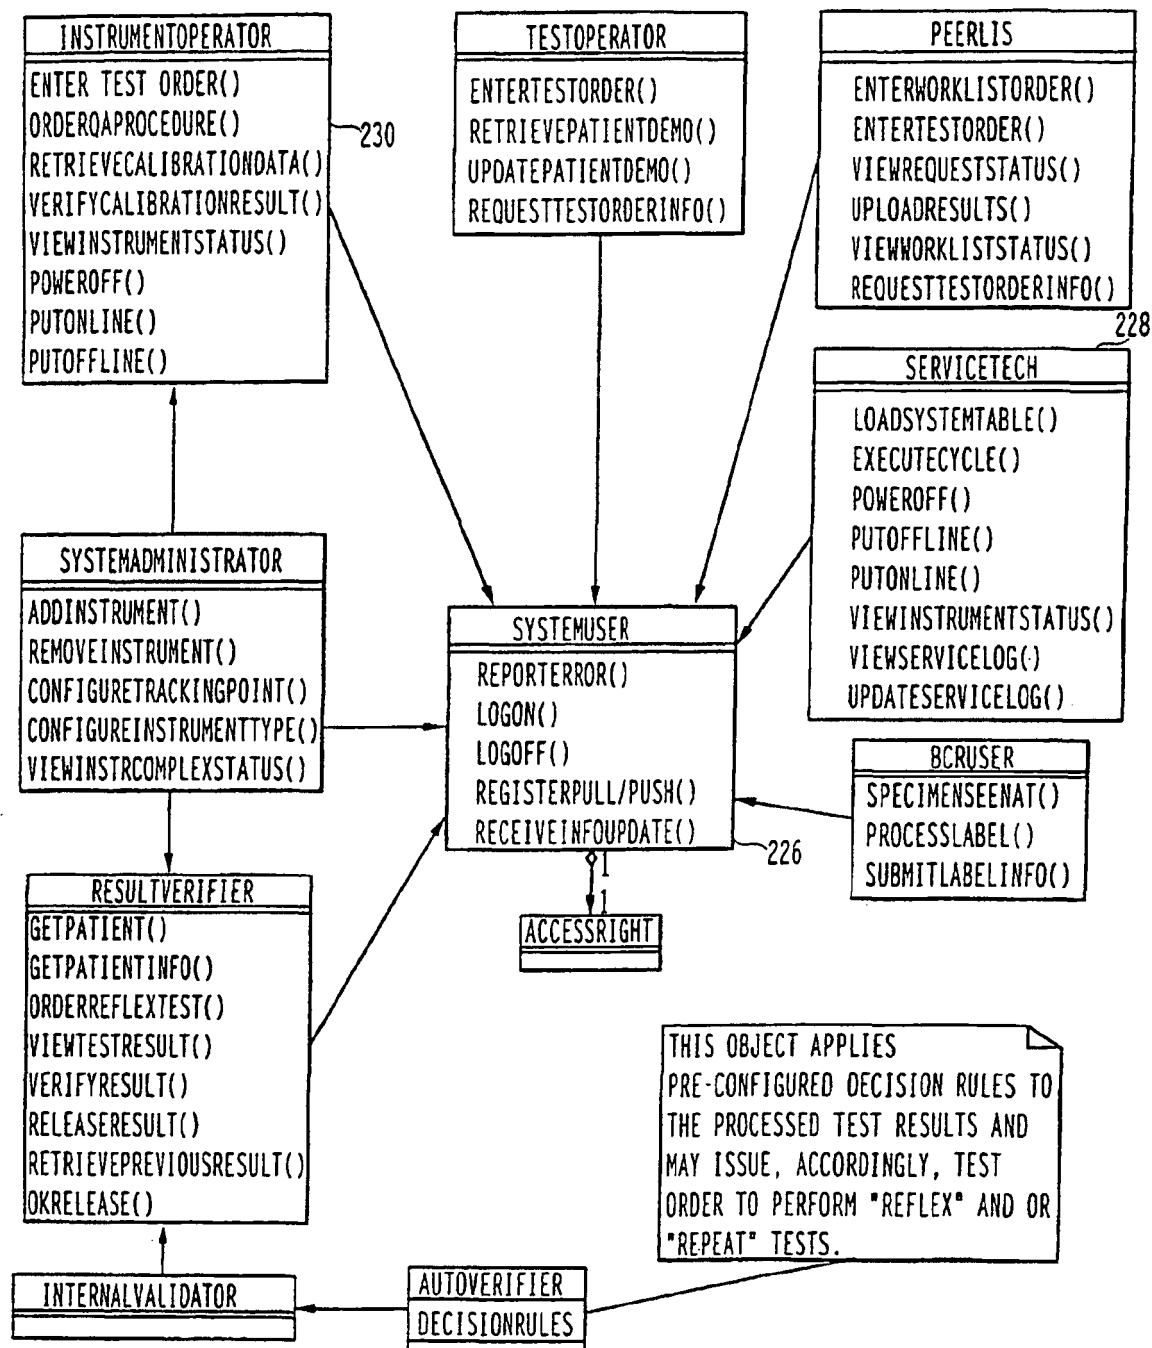 INSTRUMENTOPERATOR
ENTER TEST ORDER()
ORDERQAPROCEDURE()
RETRIEVECALIBRATIONDATA()
VERIFYCALIBRATIONRESULT()
VIEWINSTRUMENTSTATUS()
POWEROFF()
PUTONLINE()
PUTOFFLINE()
230
TESTOPERATOR
ENTERTESTORDER()
RETRIEVEPATIENTDEMO()
UPDATEPATIENTDEMO()
REQUESTTESTORDERINFO()
PEERLIS
ENTERWORKLISTORDER()
ENTERTESTORDER()
VIEWREQUESTSTATUS()
UPLOADRESULTS()
VIEWWORKLISTSTATUS()
REQUESTTESTORDERINFO()
228
SERVICETECH
LOADSYSTEMTABLE()
EXECUTECYCLE()
POWEROFF()
PUTOFFLINE()
PUTONLINE()
VIEWINSTRUMENTSTATUS()
VIEWSERVICELOG()
UPDATESERVICELOG()
SYSTEMADMINISTRATOR
ADDINSTRUMENT()
REMOVEINSTRUMENT()
CONFIGURETRACKINGPOINT()
CONFIGUREINSTRUMENTTYPE()
VIEWINSTRCOMPLEXSTATUS()
SYSTEMUSER
REPORTERROR()
LOGON()
LOGOFF()
REGISTERPULL/PUSH()
RECEIVEINFOUPDATE()
226
1
1
ACCESSRIGHT
BCRUSER
SPECIMENSEENAT()
PROCESSLABEL()
SUBMITLABELINFO()
RESULTVERIFIER
GETPATIENT()
GETPATIENTINFO()
ORDERREFLEXTEST()
VIEWTESTRESULT()
VERIFYRESULT()
RELEASERESULT()
RETRIEVEPREVIOUSRESULT()
OKRELEASE()
THIS OBJECT APPLIES
PRE-CONFIGURED DECISION RULES TO
THE PROCESSED TEST RESULTS AND
MAY ISSUE, ACCORDINGLY, TEST
ORDER TO PERFORM "REFLEX" AND OR
"REPEAT" TESTS.
INTERNALVALIDATOR
AUTOVERIFIER
DECISIONRULES